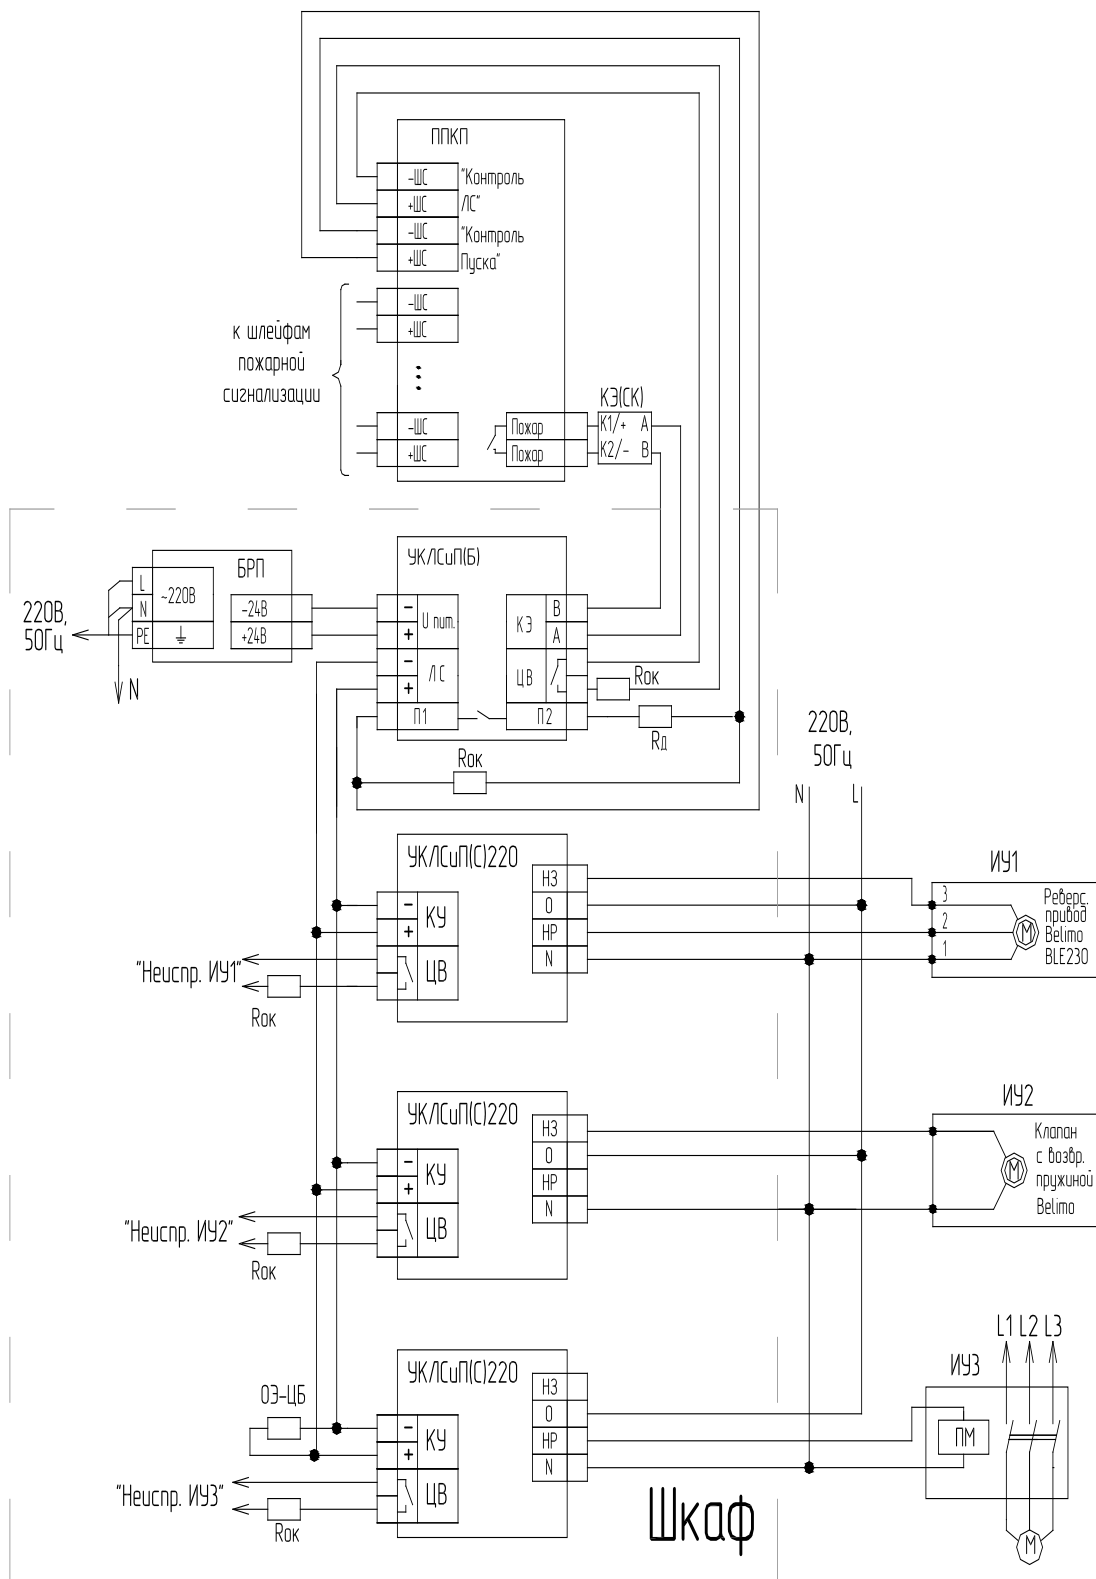 ППКП
-ШС "Контроль
+ШС ЛС"
-ШС "Контроль
+ШС Пуска"
-ШС
+ШС
к шлейфам
пожарной
сигнализации
-ШС
+ШС
Пожар
Пожар
КЭ(СК)
К1/+ А
К2/- В
УКЛСиП(Б)
БРП
L
N
PE
~220В
-24В
+24В
220В,
50Гц
N
-
+
U пит.
-
+
ЛС
П1
КЭ
В
А
ЦВ
П2
Rок
Rд
Rок
220В,
50Гц
N L
УКЛСиП(С)220
-
+
КУ
ЦВ
НЗ
О
НР
N
"Неиспр. ИУ1"
Rок
ИУ1
3
2
1
М
Реверс.
привод
Belimo
BLE230
УКЛСиП(С)220
-
+
КУ
ЦВ
НЗ
О
НР
N
"Неиспр. ИУ2"
Rок
ИУ2
М
Клапан
с возвр.
пружиной
Belimo
УКЛСиП(С)220
ОЭ-ЦБ
-
+
КУ
ЦВ
НЗ
О
НР
N
"Неиспр. ИУ3"
Rок
L1 L2 L3
ИУ3
ПМ
М
Шкаф